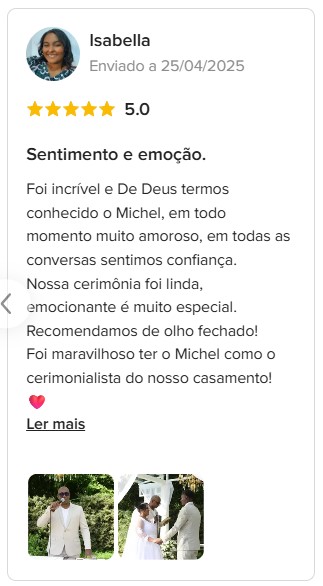 Isabella
Enviado a 25/04/2025
5.0
Sentimento e emoção.
Foi incrível e De Deus termos
conhecido o Michel, em todo
momento muito amoroso, em todas as
conversas sentimos confiança.
Nossa cerimônia foi linda,
emocionante é muito especial.
Recomendamos de olho fechado!
Foi maravilhoso ter o Michel como o
cerimonialista do nosso casamento!
💓
Ler mais